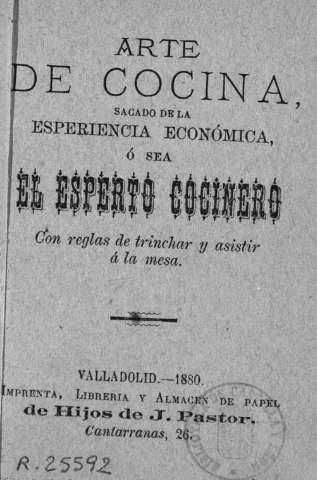 ARTE
DE COCINA,
SACADO DE LA
ESPERIENCIA ECONÓMICA,
Ó SEA
EL ESPERTO COCINERO
Con reglas de trinchar y asistir
á la mesa.
VALLADOLID.—1880.
IMPRENTA, LIBRERIA Y ALMACEN DE PAPEL
de Hijos de J. Pastor.
Cantarranas, 26.
R. 25592